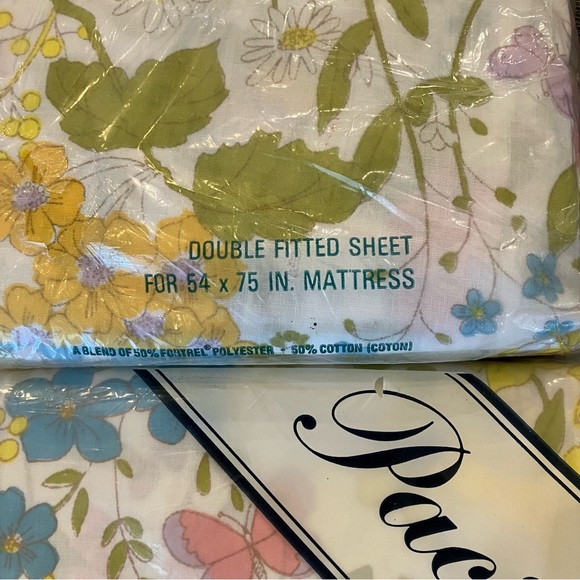 DOUBLE FITTED SHEET
FOR 54 x 75 IN. MATTRESS
A BLEND OF 50% FORTREL® POLYESTER - 50% COTTON (COTON)
Pac